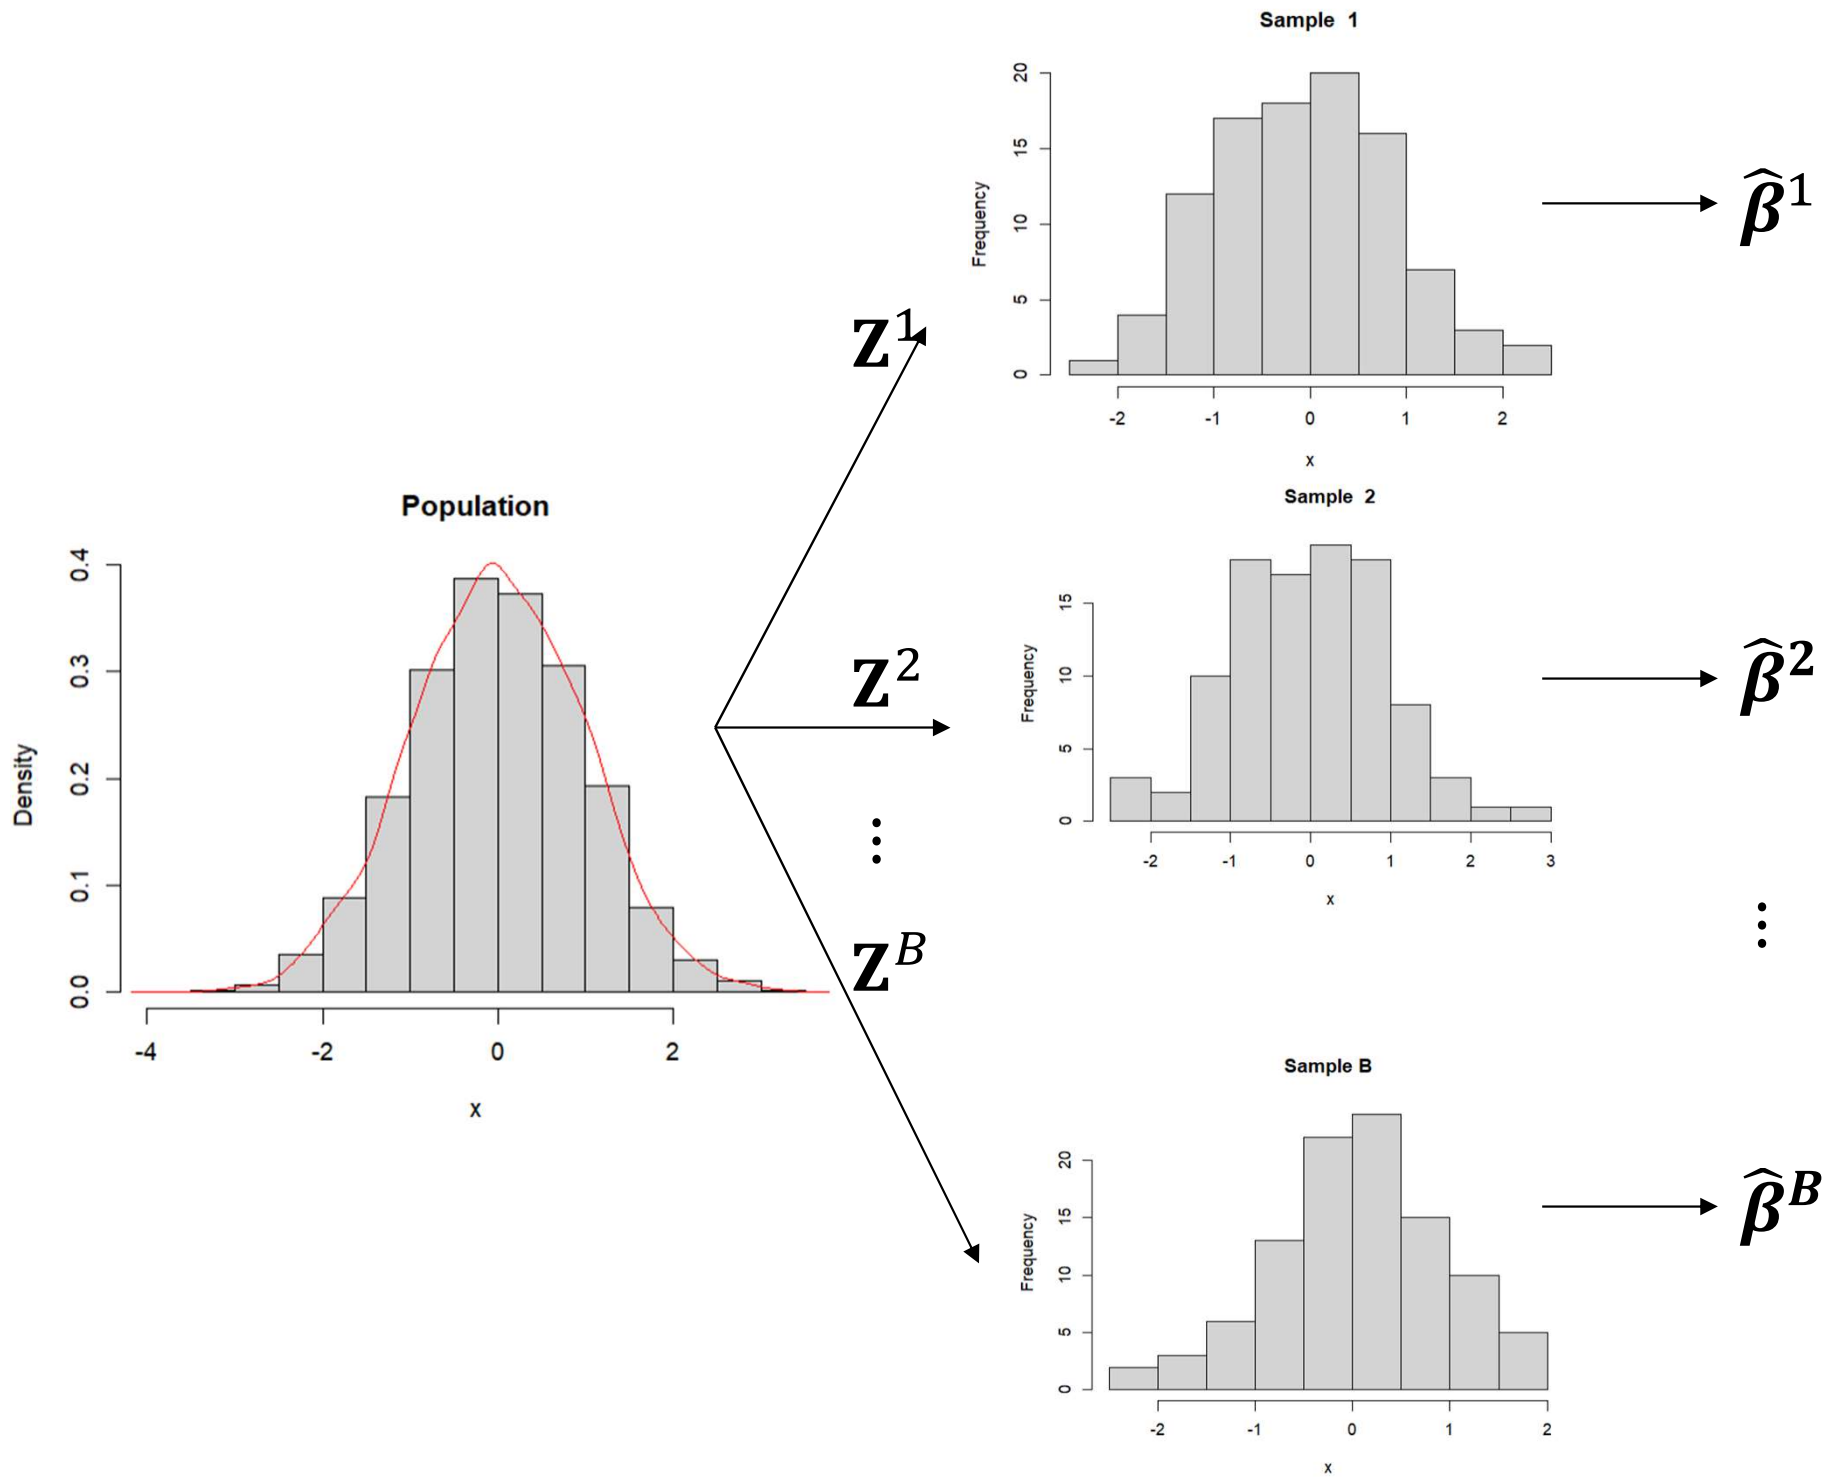 Population
Density
0.0 0.1 0.2 0.3 0.4
-4 -2 0 2
x
𝐙¹
𝐙²
⋮
𝐙ᴮ
Sample 1
Frequency
0 5 10 15 20
-2 -1 0 1 2
x
𝜷̂¹
Sample 2
Frequency
0 5 10 15
-2 -1 0 1 2 3
x
𝜷̂²
⋮
Sample B
Frequency
0 5 10 15 20
-2 -1 0 1 2
x
𝜷̂ᴮ